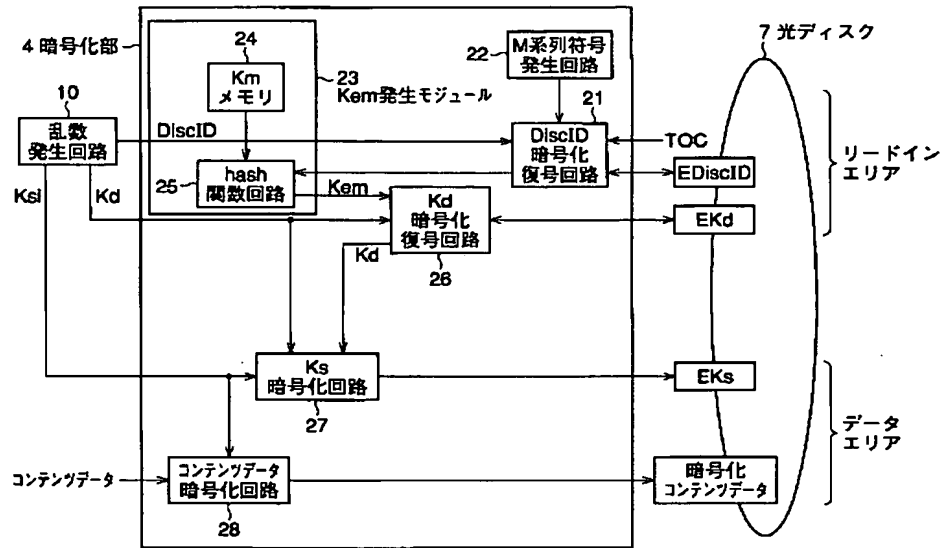 4 暗号化部
24
Km
メモリ
23
Kem発生モジュール
22
M系列符号
発生回路
7 光ディスク
10
乱数
発生回路
DiscID
21
DiscID
暗号化
復号回路
TOC
EDiscID
リードイン
エリア
25
hash
関数回路
Kem
Ksi
Kd
Kd
暗号化
復号回路
26
EKd
Kd
Ks
暗号化回路
27
EKs
データ
エリア
コンテンツデータ
コンテンツデータ
暗号化回路
28
暗号化
コンテンツデータ